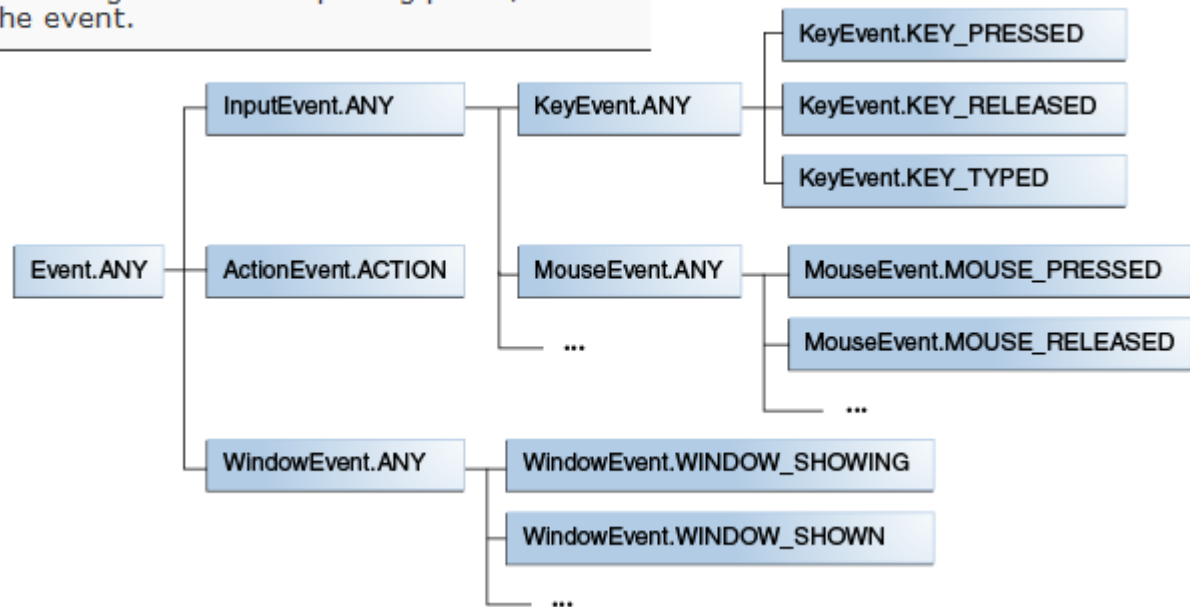 he event.
KeyEvent.KEY_PRESSED
InputEvent.ANY
KeyEvent.ANY
KeyEvent.KEY_RELEASED
KeyEvent.KEY_TYPED
Event.ANY
ActionEvent.ACTION
MouseEvent.ANY
MouseEvent.MOUSE_PRESSED
...
MouseEvent.MOUSE_RELEASED
...
WindowEvent.ANY
WindowEvent.WINDOW_SHOWING
WindowEvent.WINDOW_SHOWN
...